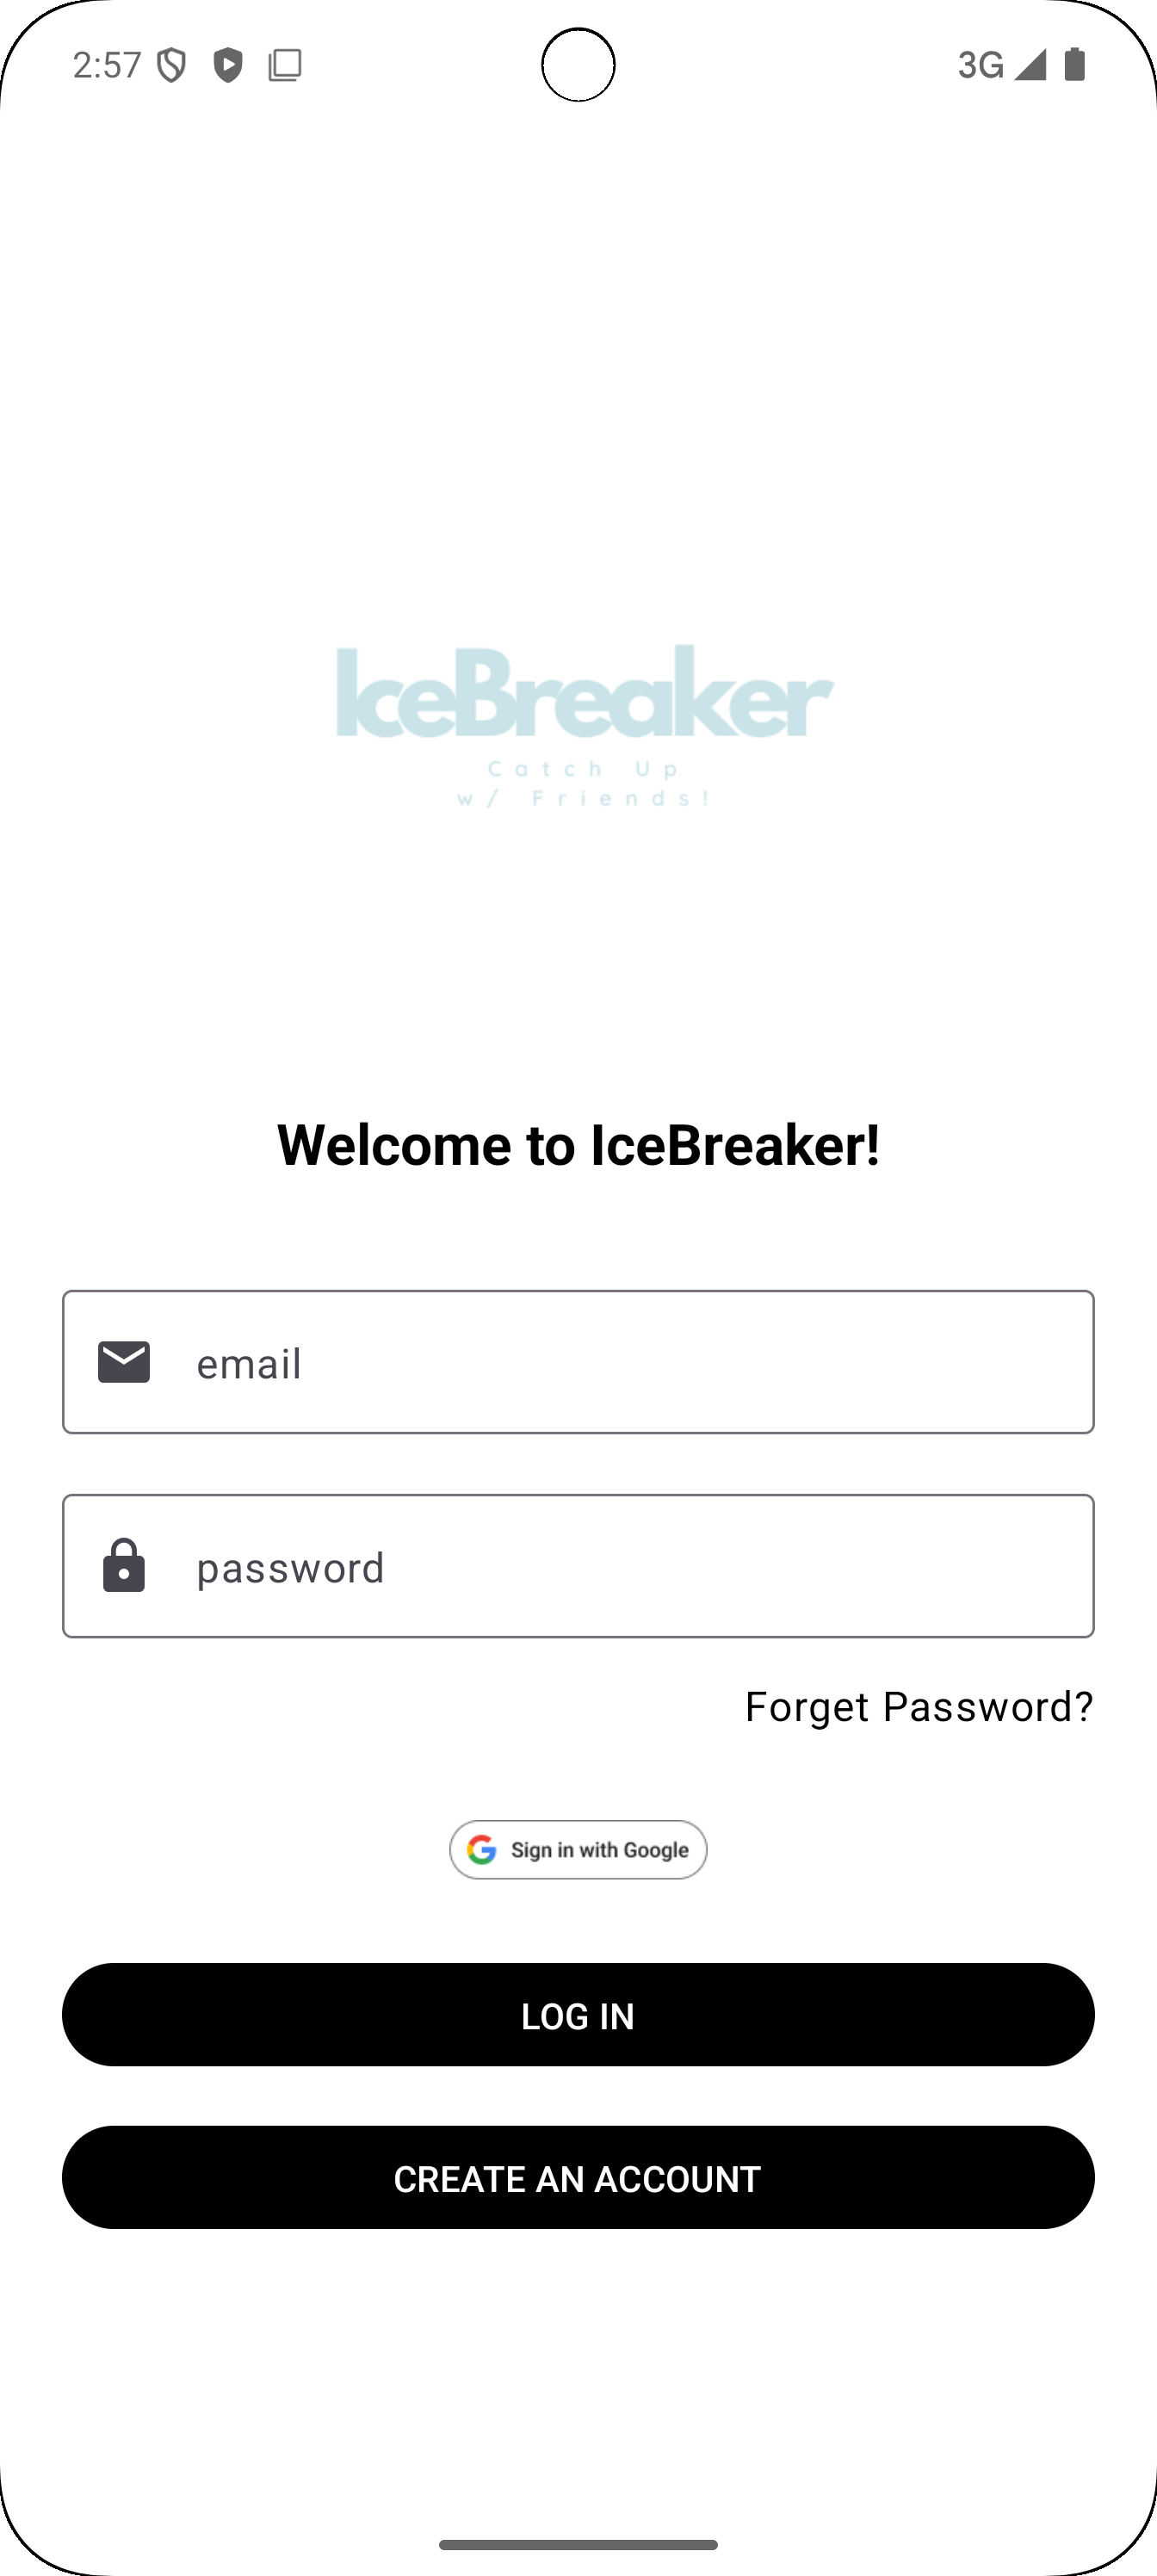 2:57
3G
IceBreaker
Catch Up
w/ Friends!
Welcome to IceBreaker!
email
password
Forget Password?
Sign in with Google
LOG IN
CREATE AN ACCOUNT